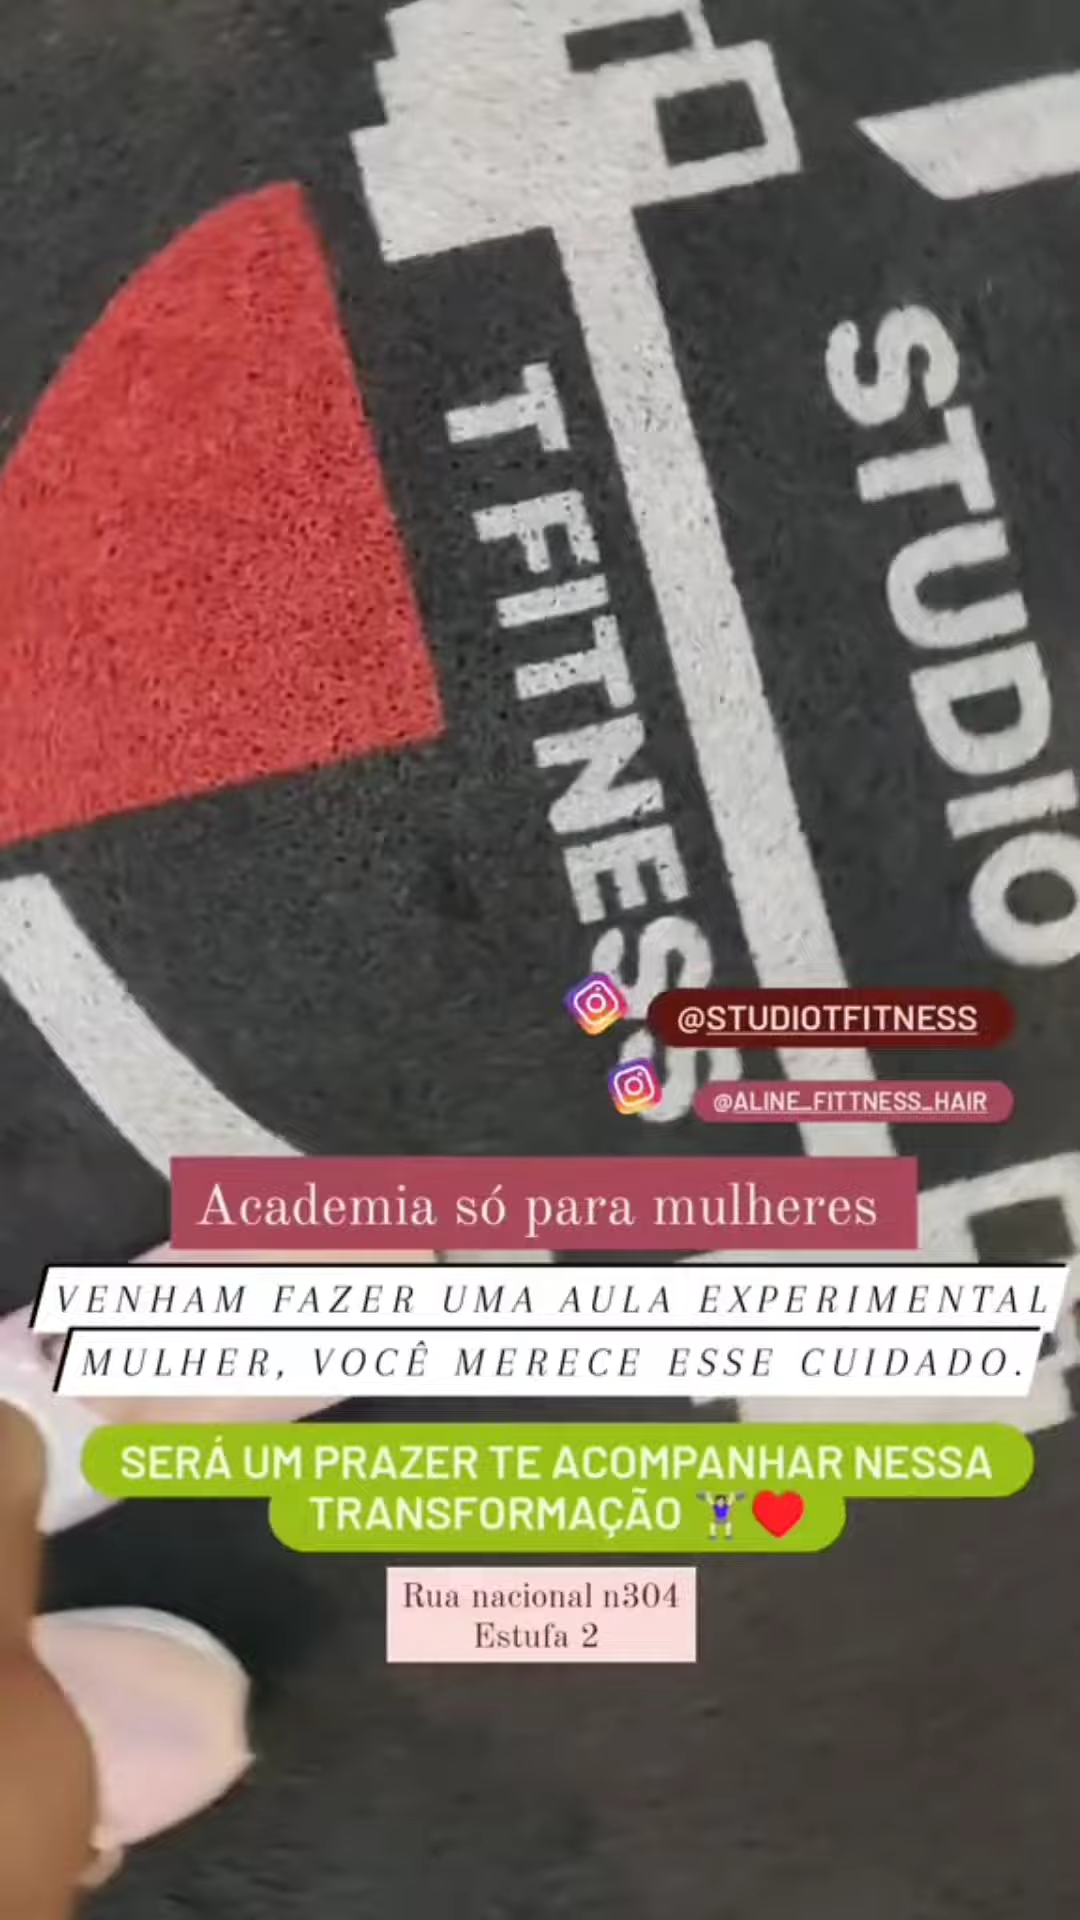 STUDIO
T FITNESS
@STUDIOTFITNESS
@ALINE_FITTNESS_HAIR
Academia só para mulheres
VENHAM FAZER UMA AULA EXPERIMENTAL
MULHER, VOCÊ MERECE ESSE CUIDADO.
SERÁ UM PRAZER TE ACOMPANHAR NESSA
TRANSFORMAÇÃO 🏋️‍♀️❤️
Rua nacional n304
Estufa 2